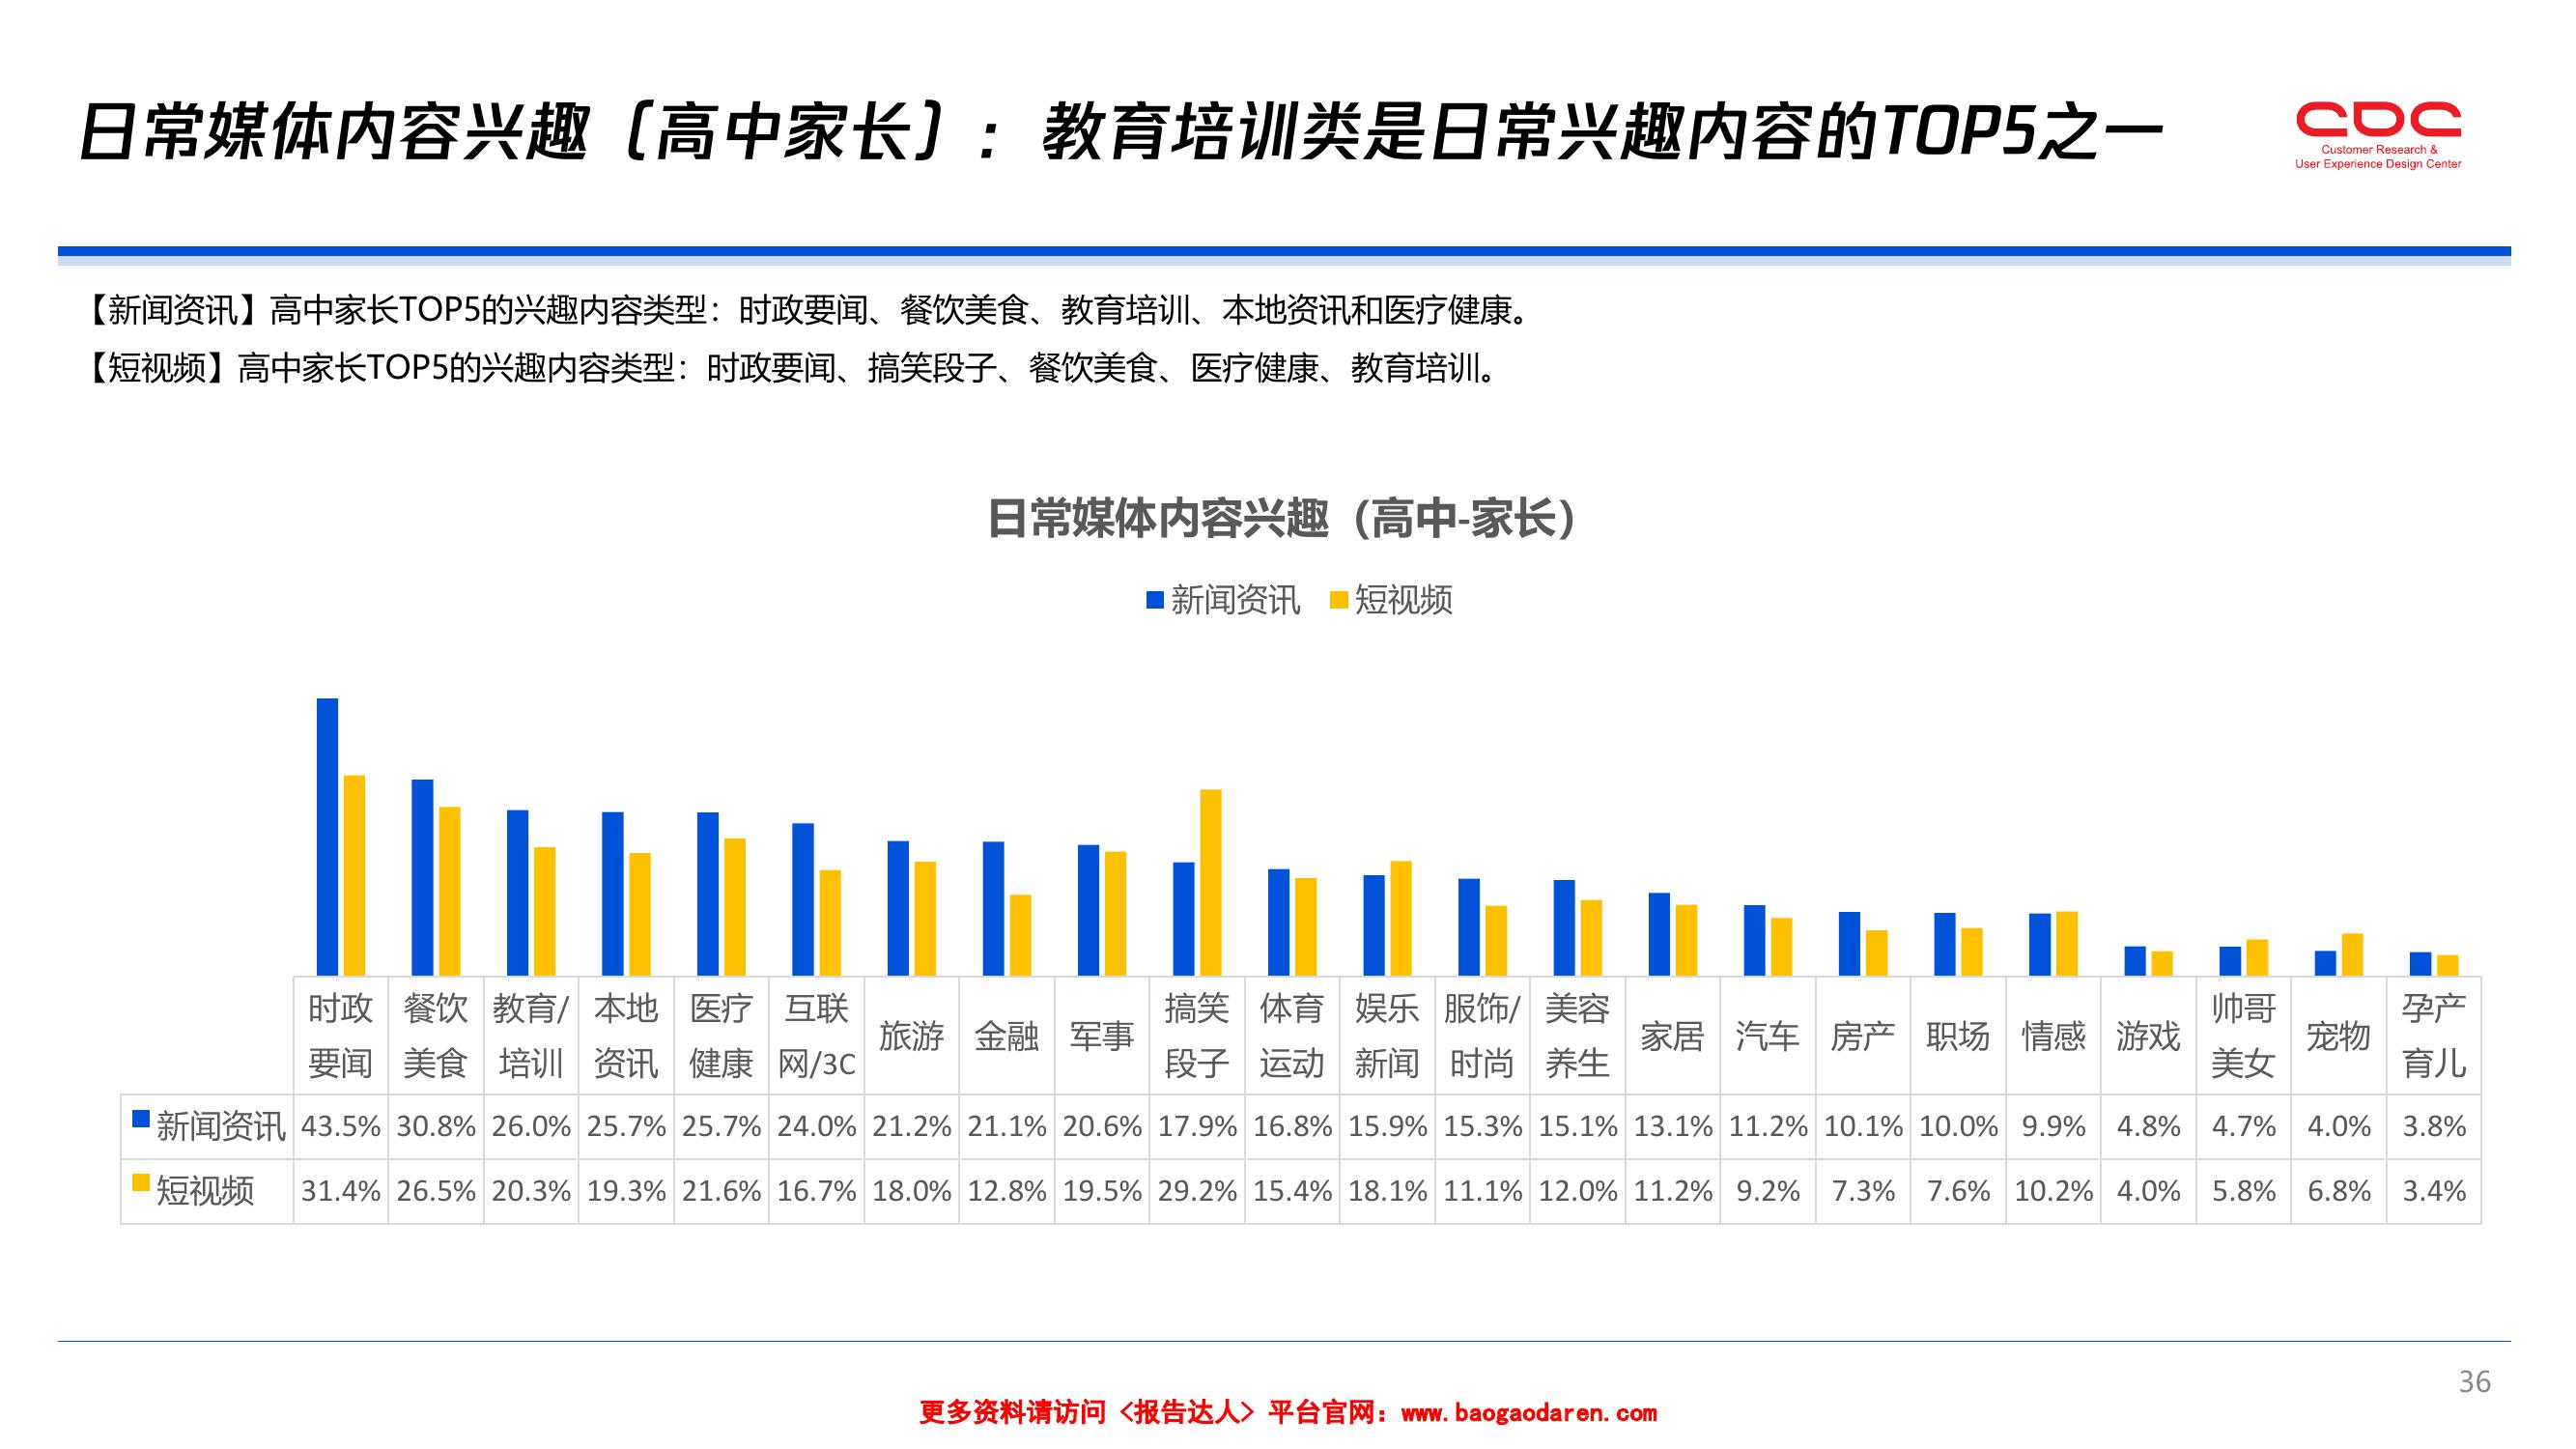 日常媒体内容兴趣（高中家长）：教育培训类是日常兴趣内容的TOP5之一
CDC
Customer Research &
User Experience Design Center
【新闻资讯】高中家长TOP5的兴趣内容类型：时政要闻、餐饮美食、教育培训、本地资讯和医疗健康。
【短视频】高中家长TOP5的兴趣内容类型：时政要闻、搞笑段子、餐饮美食、医疗健康、教育培训。
日常媒体内容兴趣（高中-家长）
新闻资讯 短视频
时政 餐饮 教育/ 本地 医疗 互联 旅游 金融 军事 搞笑 体育 娱乐 服饰/ 美容 家居 汽车 房产 职场 情感 游戏 帅哥 宠物 孕产
要闻 美食 培训 资讯 健康 网/3C 段子 运动 新闻 时尚 养生 美女 育儿
新闻资讯 43.5% 30.8% 26.0% 25.7% 25.7% 24.0% 21.2% 21.1% 20.6% 17.9% 16.8% 15.9% 15.3% 15.1% 13.1% 11.2% 10.1% 10.0% 9.9% 4.8% 4.7% 4.0% 3.8%
短视频 31.4% 26.5% 20.3% 19.3% 21.6% 16.7% 18.0% 12.8% 19.5% 29.2% 15.4% 18.1% 11.1% 12.0% 11.2% 9.2% 7.3% 7.6% 10.2% 4.0% 5.8% 6.8% 3.4%
36
更多资料请访问〈报告达人〉平台官网：www.baogaodaren.com